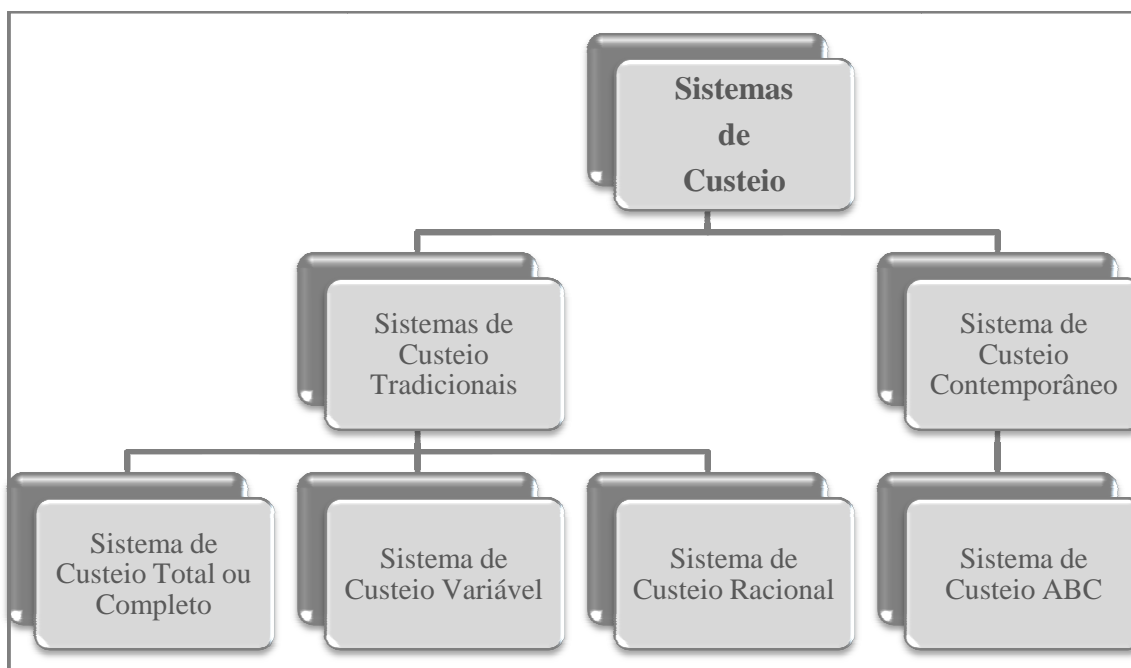 Sistemas
de
Custeio
Sistemas de
Custeio
Tradicionais
Sistema de
Custeio
Contemporâneo
Sistema de
Custeio Total ou
Completo
Sistema de
Custeio Variável
Sistema de
Custeio Racional
Sistema de
Custeio ABC